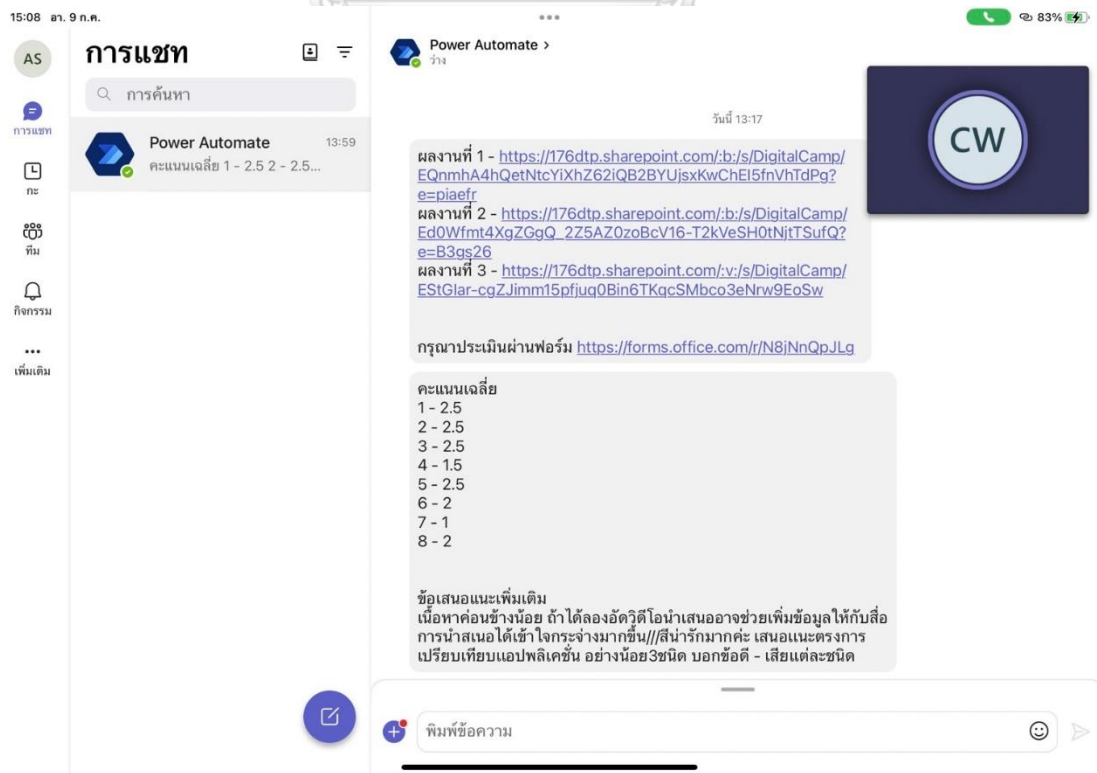 15:08 อา. 9 ก.ค.
83%
AS
การแชท
กะ
ทีม
กิจกรรม
เพิ่มเติม
การแชท
การค้นหา
Power Automate 13:59
คะแนนเฉลี่ย 1 - 2.5 2 - 2.5...
Power Automate >
ว่าง
CW
วันนี้ 13:17
ผลงานที่ 1 - https://176dtp.sharepoint.com/:b:/s/DigitalCamp/
EQnmhA4hQetNtcYiXhZ62iQB2BYUjsxKwChEI5fnVhTdPg?
e=piaefr
ผลงานที่ 2 - https://176dtp.sharepoint.com/:b:/s/DigitalCamp/
Ed0Wfmt4XgZGgQ_2Z5AZ0zoBcV16-T2kVeSH0tNjtTSufQ?
e=B3gs26
ผลงานที่ 3 - https://176dtp.sharepoint.com/:v:/s/DigitalCamp/
EStGlar-cgZJimm15pfjuq0Bin6TKqcSMbco3eNrw9EoSw
กรุณาประเมินผ่านฟอร์ม https://forms.office.com/r/N8jNnQpJLg
คะแนนเฉลี่ย
1 - 2.5
2 - 2.5
3 - 2.5
4 - 1.5
5 - 2.5
6 - 2
7 - 1
8 - 2
ข้อเสนอแนะเพิ่มเติม
เนื้อหาค่อนข้างน้อย ถ้าได้ลองอัดวิดีโอนำเสนออาจช่วยเพิ่มข้อมูลให้กับสื่อ
การนำเสนอได้เข้าใจกระจ่างมากขึ้น///สีน่ารักมากค่ะ เสนอแนะตรงการ
เปรียบเทียบแอปพลิเคชั่น อย่างน้อย3ชนิด บอกข้อดี - เสียแต่ละชนิด
พิมพ์ข้อความ